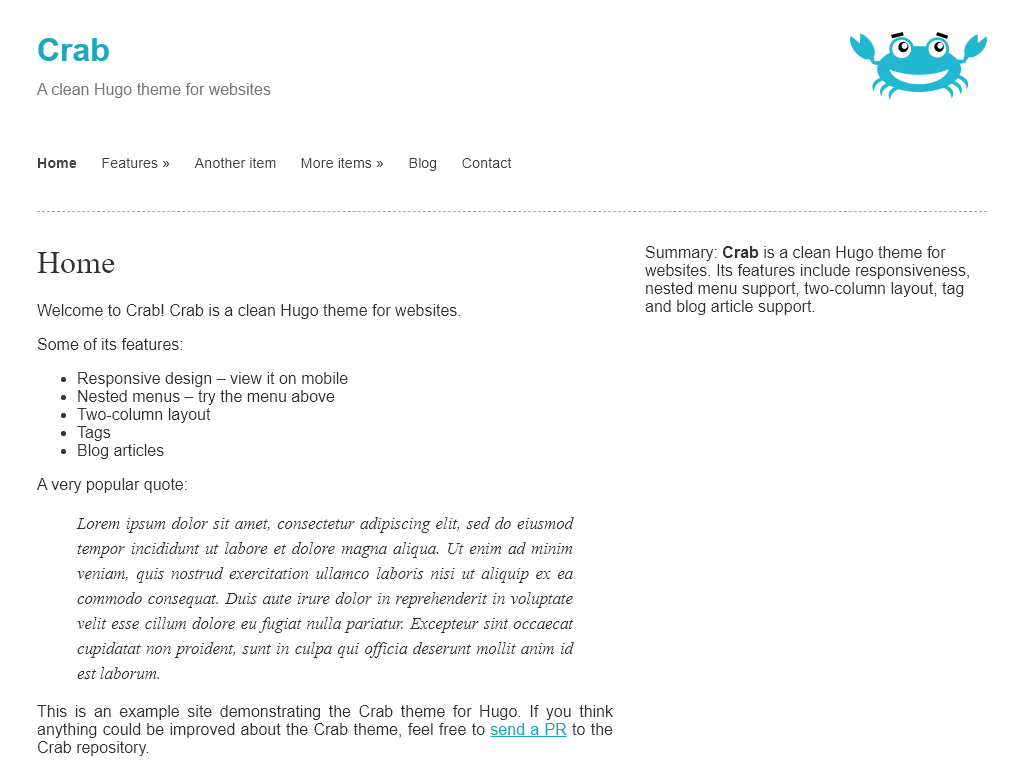 Crab
A clean Hugo theme for websites
Home Features » Another item More items » Blog Contact
Home
Welcome to Crab! Crab is a clean Hugo theme for websites.
Some of its features:
• Responsive design – view it on mobile
• Nested menus – try the menu above
• Two-column layout
• Tags
• Blog articles
A very popular quote:
Lorem ipsum dolor sit amet, consectetur adipiscing elit, sed do eiusmod
tempor incididunt ut labore et dolore magna aliqua. Ut enim ad minim
veniam, quis nostrud exercitation ullamco laboris nisi ut aliquip ex ea
commodo consequat. Duis aute irure dolor in reprehenderit in voluptate
velit esse cillum dolore eu fugiat nulla pariatur. Excepteur sint occaecat
cupidatat non proident, sunt in culpa qui officia deserunt mollit anim id
est laborum.
This is an example site demonstrating the Crab theme for Hugo. If you think
anything could be improved about the Crab theme, feel free to send a PR to the
Crab repository.
Summary: Crab is a clean Hugo theme for
websites. Its features include responsiveness,
nested menu support, two-column layout, tag
and blog article support.